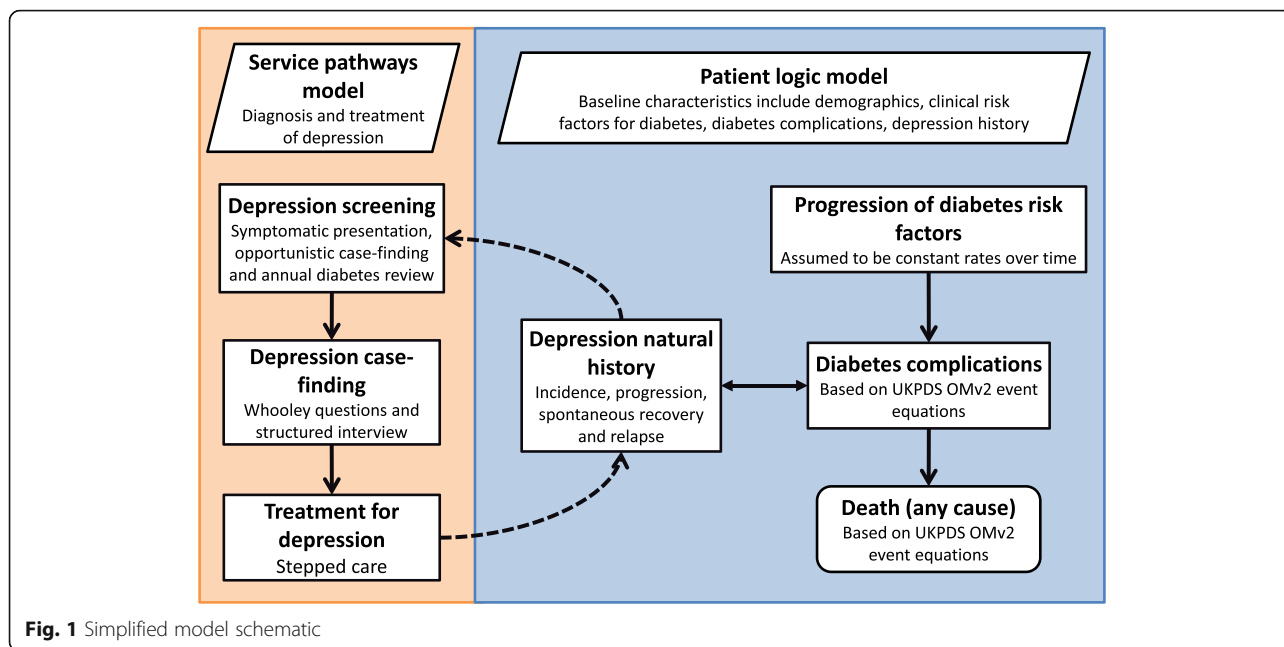 Service pathways
model
Diagnosis and treatment
of depression
Patient logic model
Baseline characteristics include demographics, clinical risk
factors for diabetes, diabetes complications, depression history
Depression screening
Symptomatic presentation,
opportunistic case-finding
and annual diabetes review
Depression case-
finding
Whooley questions and
structured interview
Treatment for
depression
Stepped care
Depression natural
history
Incidence, progression,
spontaneous recovery
and relapse
Progression of diabetes risk
factors
Assumed to be constant rates over time
Diabetes complications
Based on UKPDS OMv2 event
equations
Death (any cause)
Based on UKPDS OMv2
event equations
Fig. 1 Simplified model schematic